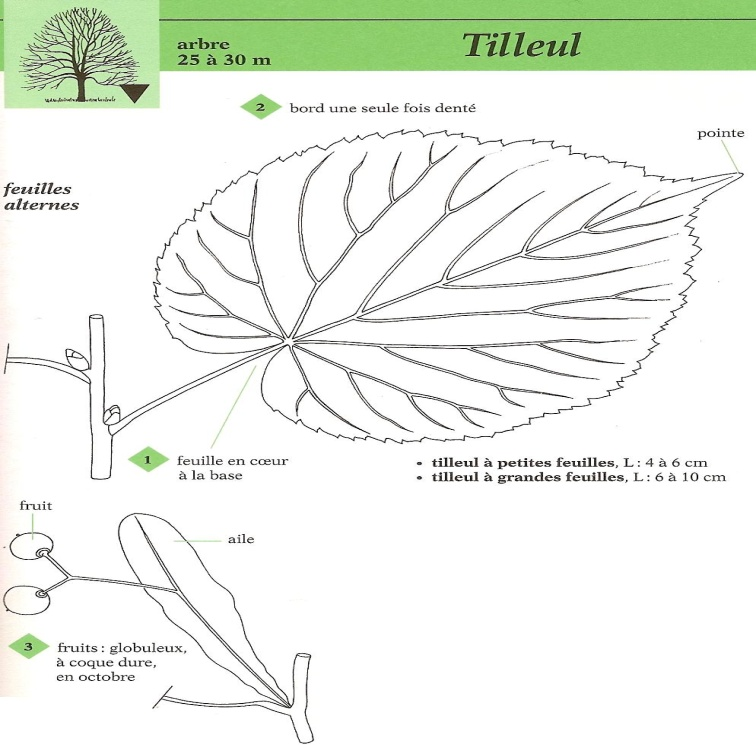 arbre
25 à 30 m
Tilleul
2 bord une seule fois denté
pointe
feuilles
alternes
1 feuille en cœur
à la base
• tilleul à petites feuilles, L : 4 à 6 cm
• tilleul à grandes feuilles, L : 6 à 10 cm
fruit
aile
3 fruits : globuleux,
à coque dure,
en octobre